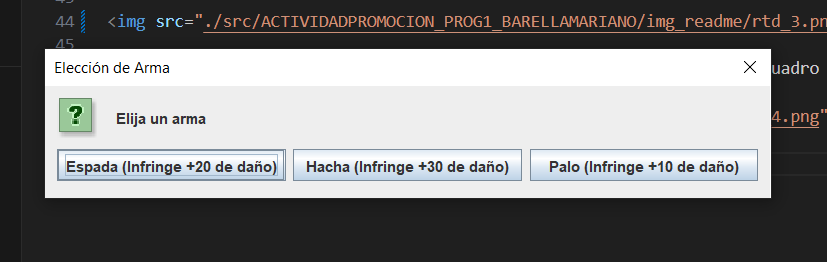 44 <img src="./src/ACTIVIDADPROMOCION_PROG1_BARELLAMARIANO/img_readme/rtd_3.pn
45
Elección de Arma
uadro
Elija un arma
4.png"
Espada (Infringe +20 de daño) Hacha (Infringe +30 de daño) Palo (Infringe +10 de daño)